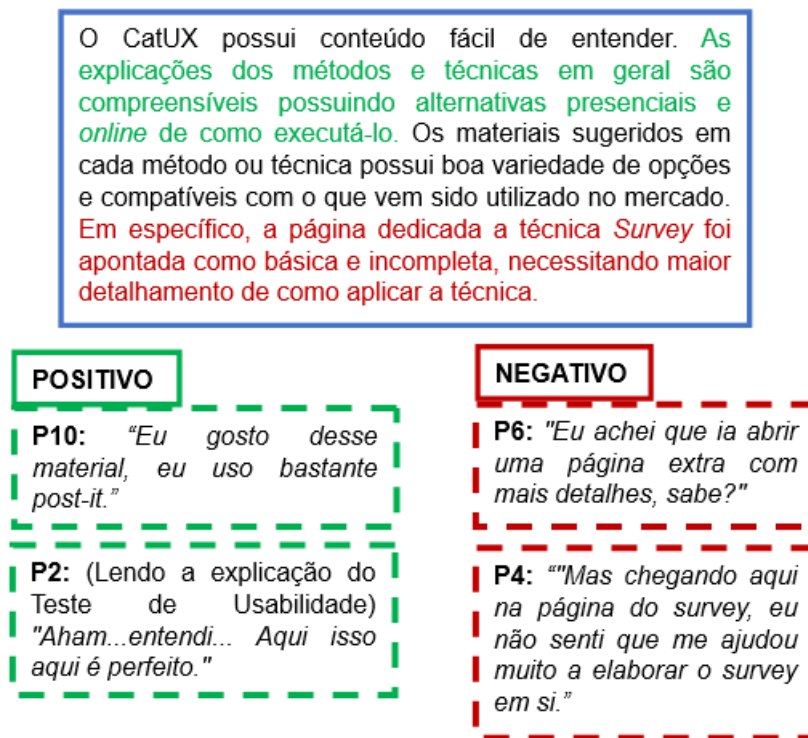 O CatUX possui conteúdo fácil de entender. As
explicações dos métodos e técnicas em geral são
compreensíveis possuindo alternativas presenciais e
online de como executá-lo. Os materiais sugeridos em
cada método ou técnica possui boa variedade de opções
e compatíveis com o que vem sido utilizado no mercado.
Em específico, a página dedicada a técnica Survey foi
apontada como básica e incompleta, necessitando maior
detalhamento de como aplicar a técnica.
POSITIVO
P10: “Eu gosto desse
material, eu uso bastante
post-it.”
P2: (Lendo a explicação do
Teste de Usabilidade)
"Aham...entendi... Aqui isso
aqui é perfeito."
NEGATIVO
P6: "Eu achei que ia abrir
uma página extra com
mais detalhes, sabe?"
P4: “"Mas chegando aqui
na página do survey, eu
não senti que me ajudou
muito a elaborar o survey
em si.”